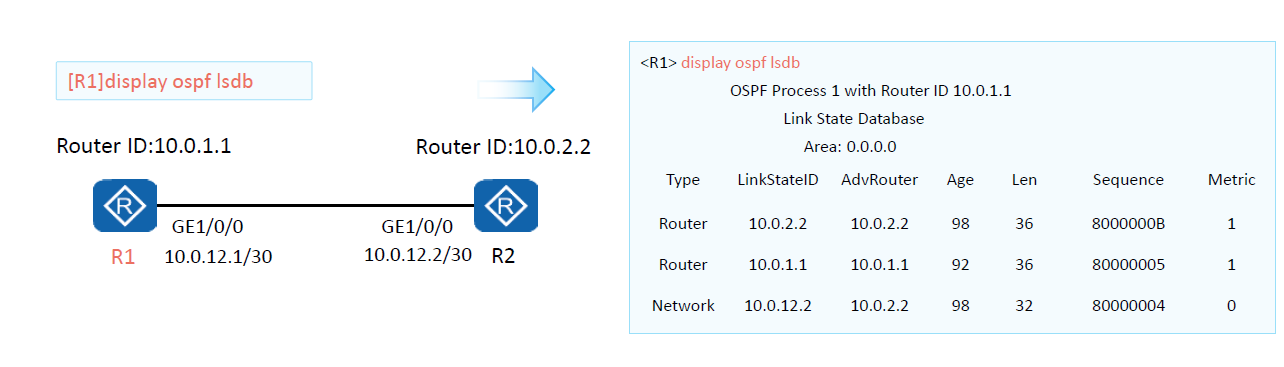 [R1]display ospf lsdb
Router ID:10.0.1.1
Router ID:10.0.2.2
R
R
GE1/0/0
GE1/0/0
R1
10.0.12.1/30
10.0.12.2/30
R2
<R1> display ospf lsdb
OSPF Process 1 with Router ID 10.0.1.1
Link State Database
Area: 0.0.0.0
Type LinkStateID AdvRouter Age Len Sequence Metric
Router 10.0.2.2 10.0.2.2 98 36 8000000B 1
Router 10.0.1.1 10.0.1.1 92 36 80000005 1
Network 10.0.12.2 10.0.2.2 98 32 80000004 0